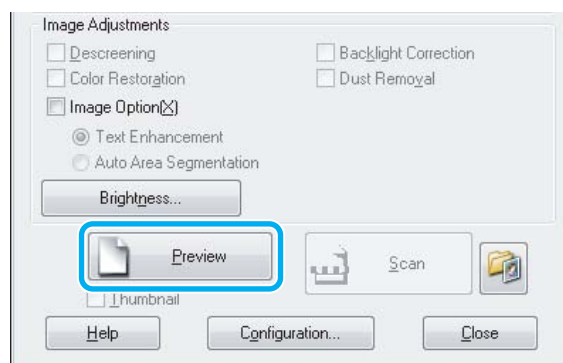 Image Adjustments
Descreening Backlight Correction
Color Restoration Dust Removal
Image Option(X)
Text Enhancement
Auto Area Segmentation
Brightness...
Preview Scan
Thumbnail
Help Configuration... Close